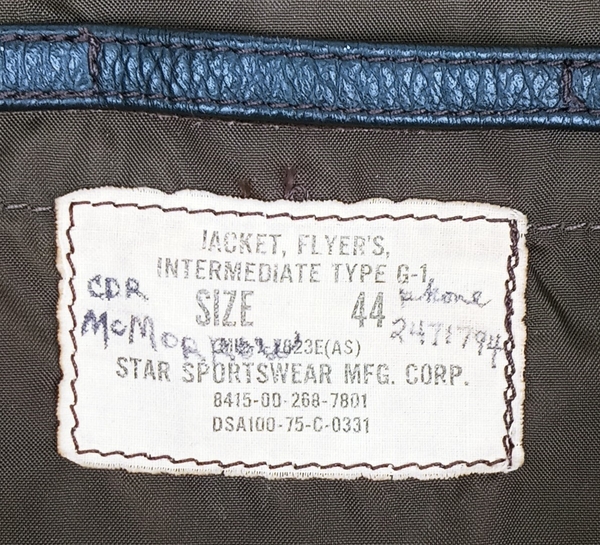 JACKET, FLYER'S,
INTERMEDIATE TYPE G-1,
CDR
SIZE 44 phone
2471794
(AS)
STAR SPORTSWEAR MFG. CORP.
8415-00-268-7801
DSA100-75-C-0331